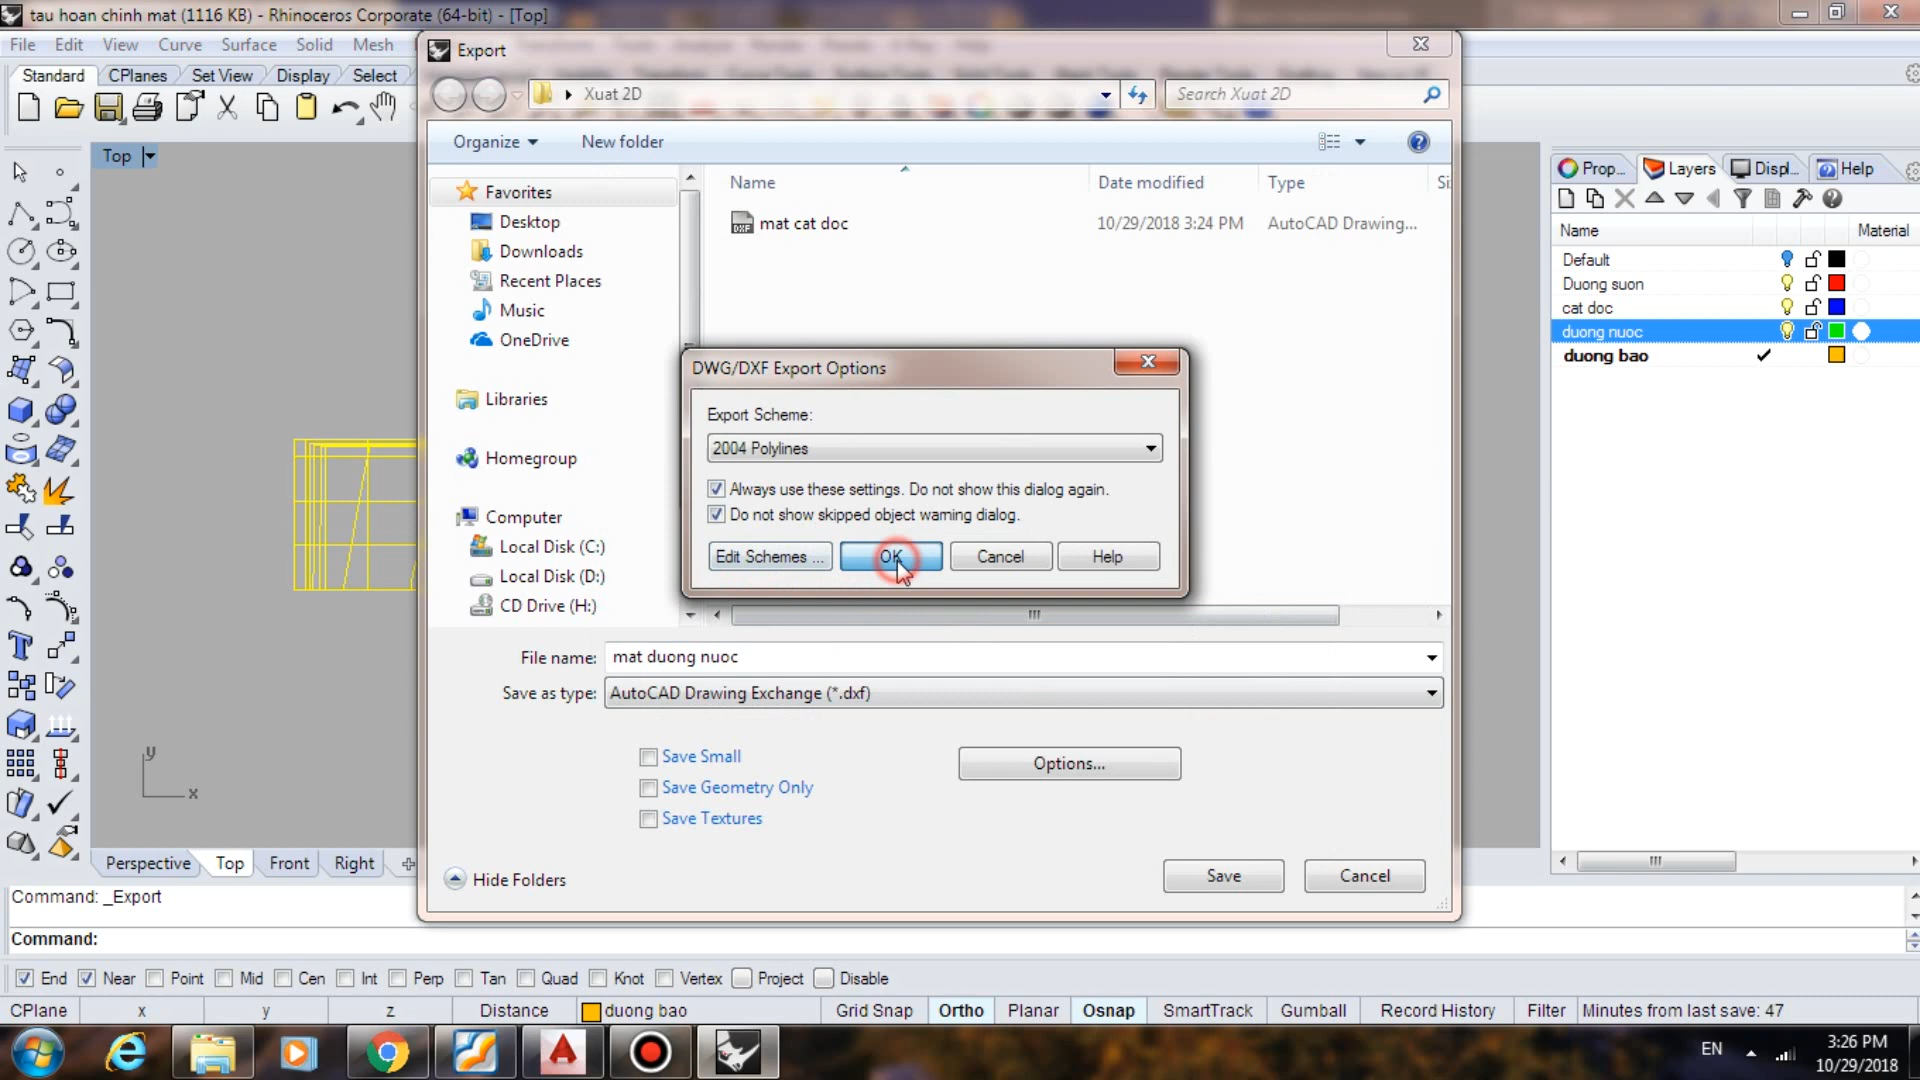 tau hoan chinh mat (1116 KB) - Rhinoceros Corporate (64-bit) - [Top]
File Edit View Curve Surface Solid Mesh
Standard CPlanes Set View Display Select
Top
Export
Xuat 2D
Search Xuat 2D
Organize
New folder
Name
Date modified
Type
Favorites
Desktop
Downloads
Recent Places
Music
OneDrive
Libraries
Homegroup
Computer
Local Disk (C:)
Local Disk (D:)
CD Drive (H:)
DXF
mat cat doc
10/29/2018 3:24 PM
AutoCAD Drawing...
DWG/DXF Export Options
Export Scheme:
2004 Polylines
Always use these settings. Do not show this dialog again.
Do not show skipped object warning dialog.
Edit Schemes ...
OK
Cancel
Help
File name:
mat duong nuoc
Save as type:
AutoCAD Drawing Exchange (*.dxf)
Save Small
Save Geometry Only
Save Textures
Options...
Hide Folders
Save
Cancel
Prop...
Layers
Displ...
Help
Name
Material
Default
Duong suon
cat doc
duong nuoc
duong bao
y
x
Perspective Top Front Right
Command: _Export
Command:
End Near Point Mid Cen Int Perp Tan Quad Knot Vertex Project Disable
CPlane x y z Distance duong bao Grid Snap Ortho Planar Osnap SmartTrack Gumball Record History Filter Minutes from last save: 47
EN
3:26 PM
10/29/2018